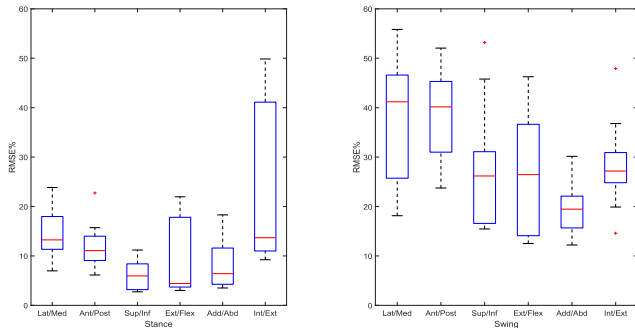 60
50
40
30
20
10
0
RMSE%
Lat/Med Ant/Post Sup/Inf Ext/Flex Add/Abd Int/Ext
Stance
60
50
40
30
20
10
0
RMSE%
Lat/Med Ant/Post Sup/Inf Ext/Flex Add/Abd Int/Ext
Swing